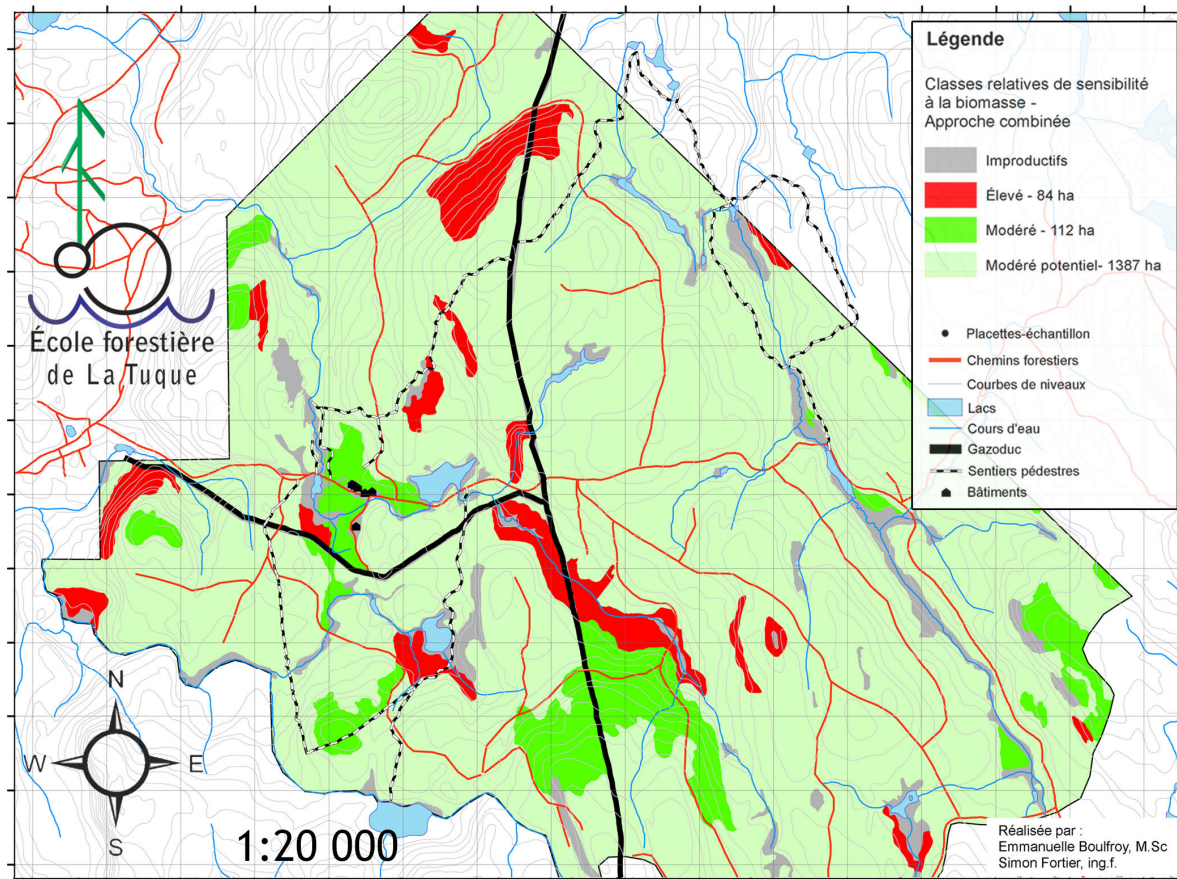 Légende
Classes relatives de sensibilité
à la biomasse -
Approche combinée
Improductifs
Élevé - 84 ha
Modéré - 112 ha
Modéré potentiel- 1387 ha
Placettes-échantillon
Chemins forestiers
Courbes de niveaux
Lacs
Cours d'eau
Gazoduc
Sentiers pédestres
Bâtiments
École forestière
de La Tuque
N
W
E
S
1:20 000
Réalisée par :
Emmanuelle Boulfroy, M.Sc
Simon Fortier, ing.f.